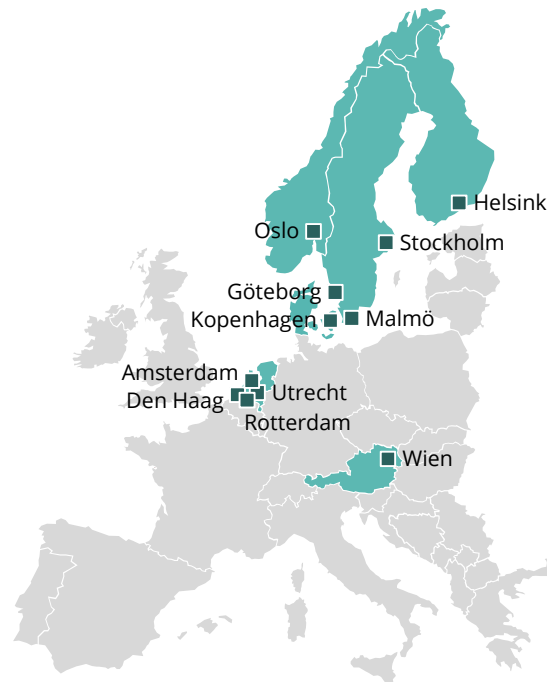 Helsink
Oslo
Stockholm
Göteborg
Kopenhagen
Malmö
Amsterdam
Utrecht
Den Haag
Rotterdam
Wien